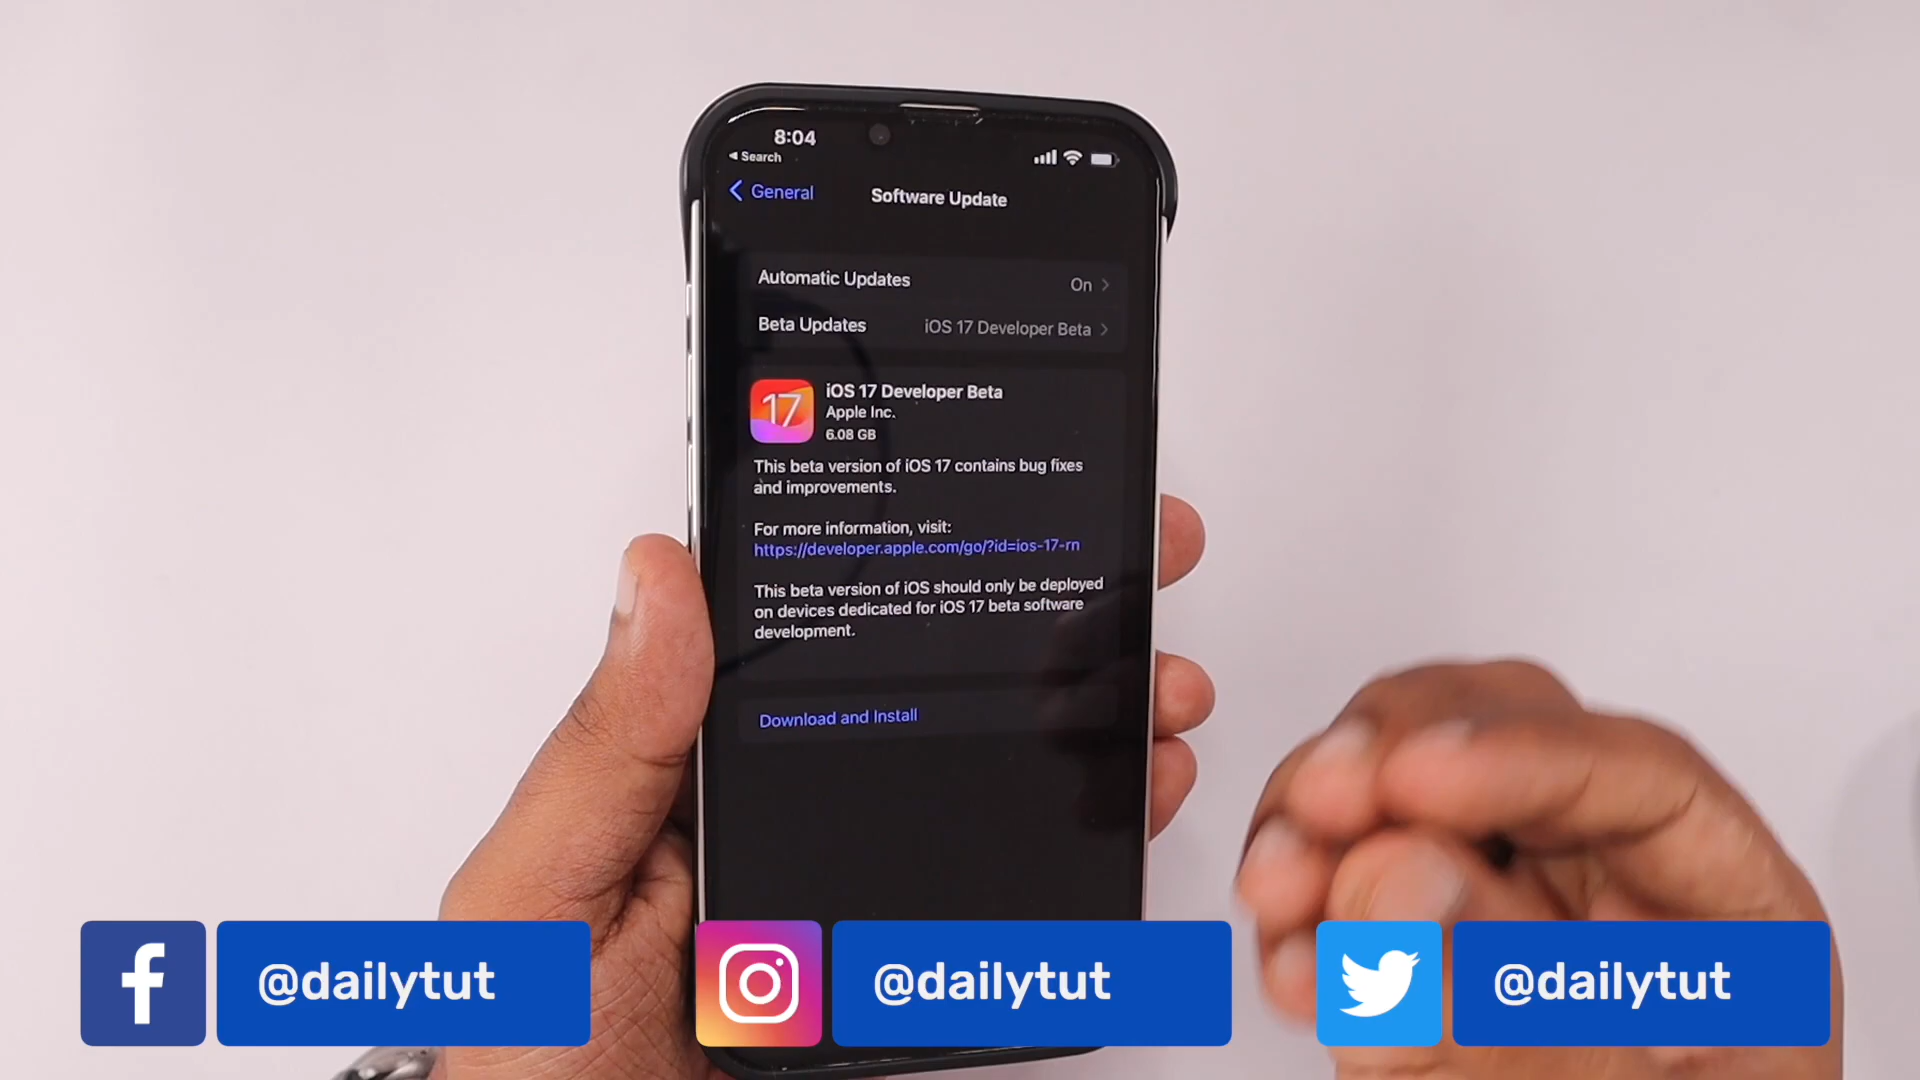 8:04
Search
General
Software Update
Automatic Updates On
Beta Updates iOS 17 Developer Beta
17
iOS 17 Developer Beta
Apple Inc.
6.08 GB
This beta version of iOS 17 contains bug fixes
and improvements.
For more information, visit:
https://developer.apple.com/go/?id=ios-17-rn
This beta version of iOS should only be deployed
on devices dedicated for iOS 17 beta software
development.
Download and Install
@dailytut @dailytut @dailytut